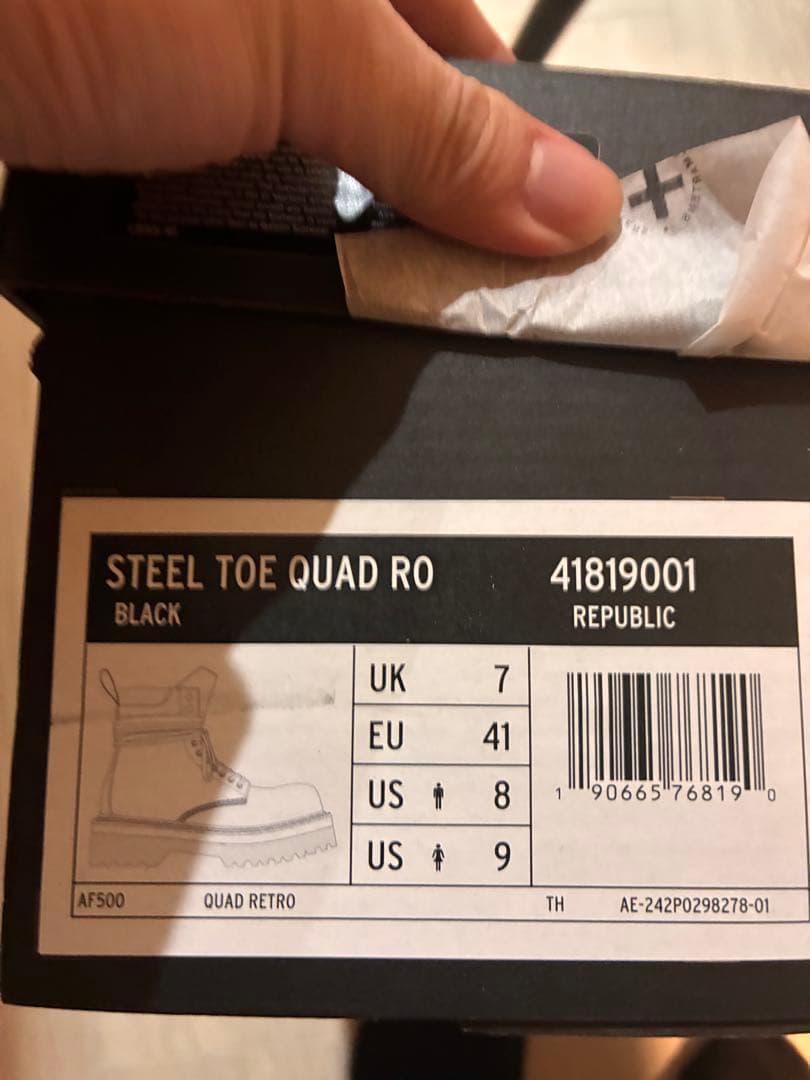 STEEL TOE QUAD RO
41819001
BLACK
REPUBLIC
UK 7
EU 41
US 8
US 9
1 90665 76819 0
AF500 QUAD RETRO TH AE-242P0298278-01